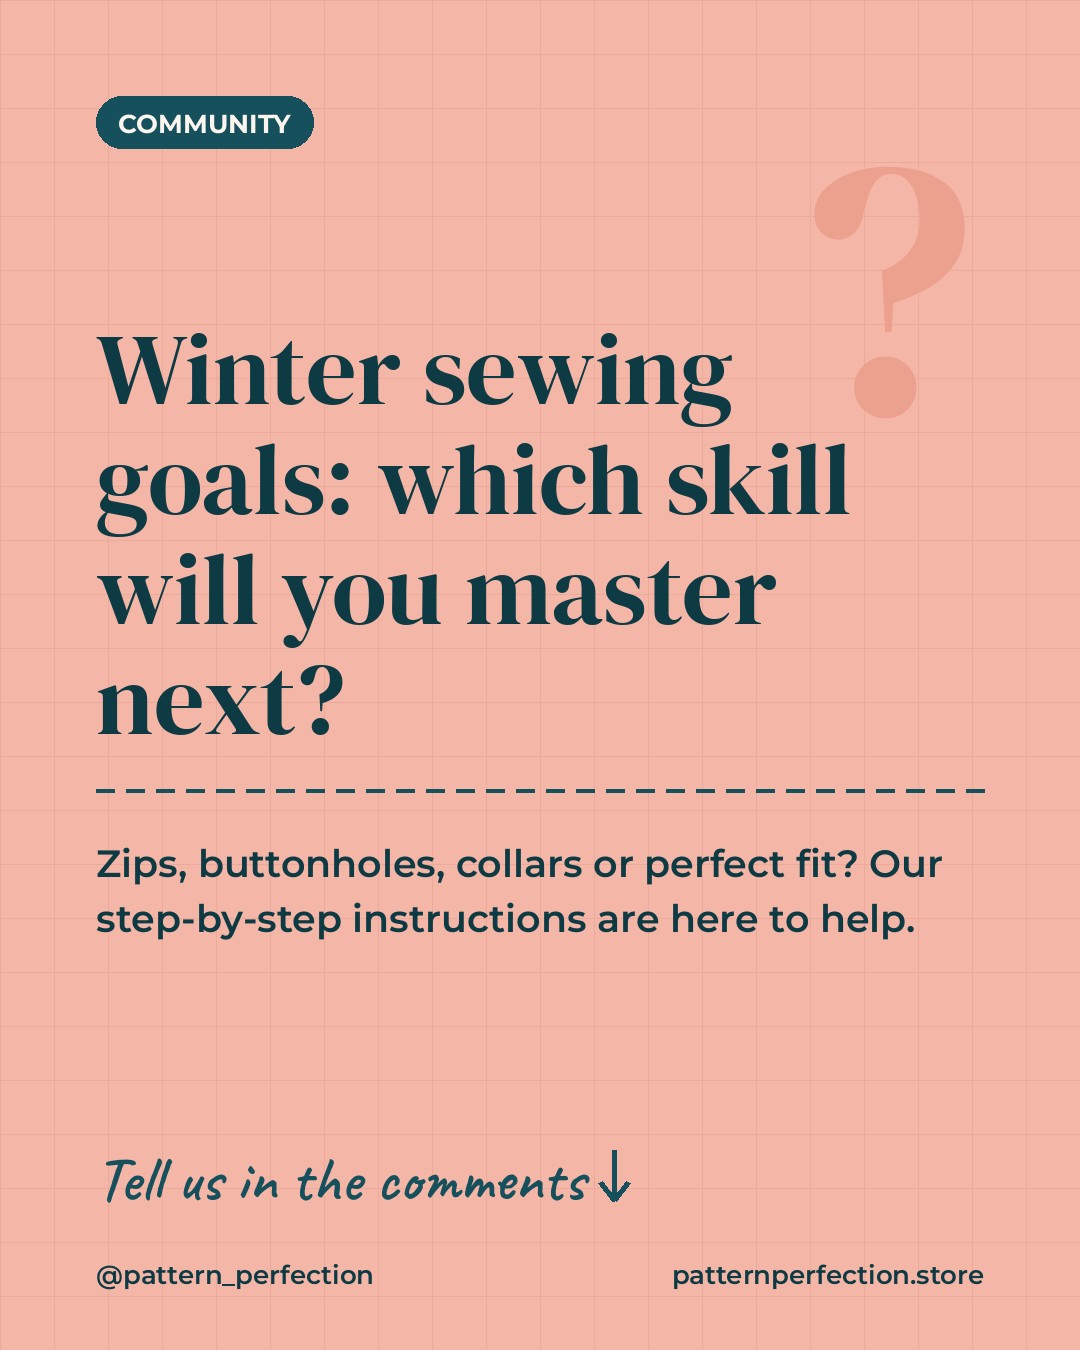 COMMUNITY
?
Winter sewing
goals: which skill
will you master
next?
Zips, buttonholes, collars or perfect fit? Our
step-by-step instructions are here to help.
Tell us in the comments↓
@pattern_perfection
patternperfection.store